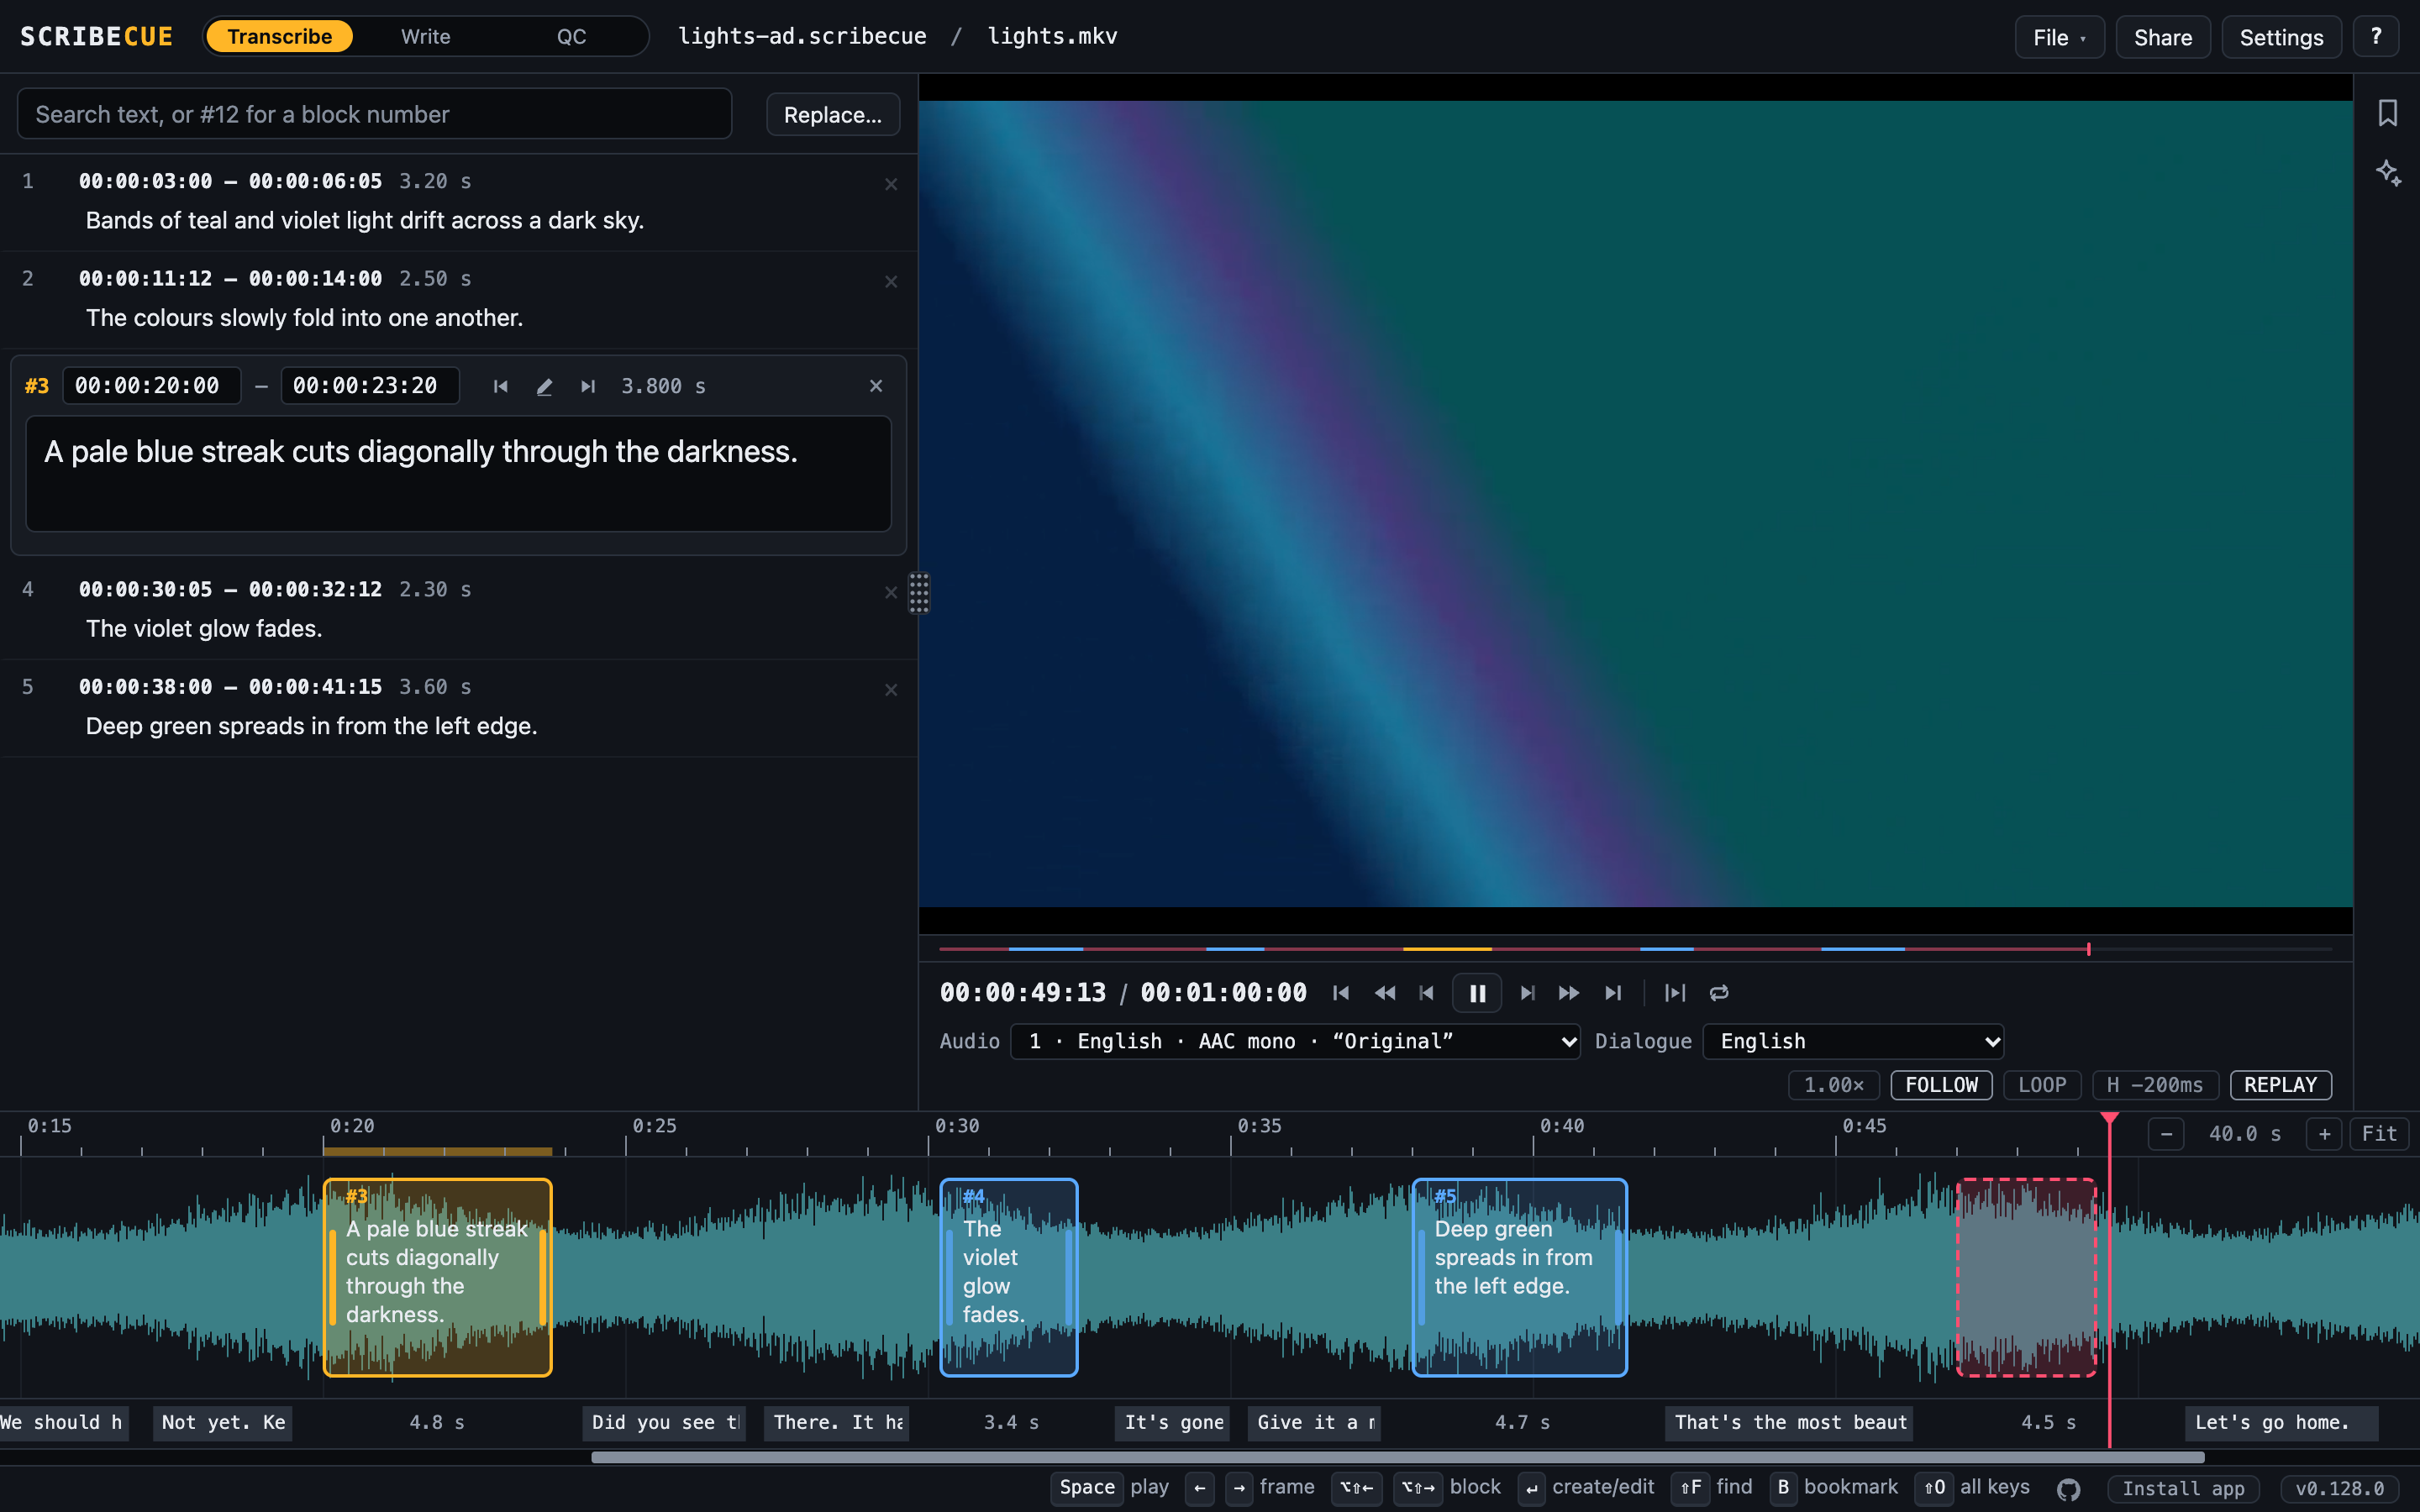 SCRIBECUE Transcribe Write QC lights-ad.scribecue / lights.mkv File Share Settings ?
Search text, or #12 for a block number Replace...
1 00:00:03:00 – 00:00:06:05 3.20 s
Bands of teal and violet light drift across a dark sky.
2 00:00:11:12 – 00:00:14:00 2.50 s
The colours slowly fold into one another.
#3 00:00:20:00 – 00:00:23:20 3.800 s
A pale blue streak cuts diagonally through the darkness.
4 00:00:30:05 – 00:00:32:12 2.30 s
The violet glow fades.
5 00:00:38:00 – 00:00:41:15 3.60 s
Deep green spreads in from the left edge.
00:00:49:13 / 00:01:00:00
Audio 1 · English · AAC mono · “Original” Dialogue English
1.00× FOLLOW LOOP H −200ms REPLAY
0:15 0:20 0:25 0:30 0:35 0:40 0:45 − 40.0 s + Fit
#3
A pale blue streak
cuts diagonally
through the
darkness.
#4
The
violet
glow
fades.
#5
Deep green
spreads in from
the left edge.
We should h Not yet. Ke 4.8 s Did you see t There. It ha 3.4 s It's gone Give it a 4.7 s That's the most beaut 4.5 s Let's go home.
Space play ← → frame ⌥⇧← ⌥⇧→ block ↵ create/edit ⇧F find B bookmark ⇧O all keys Install app v0.128.0